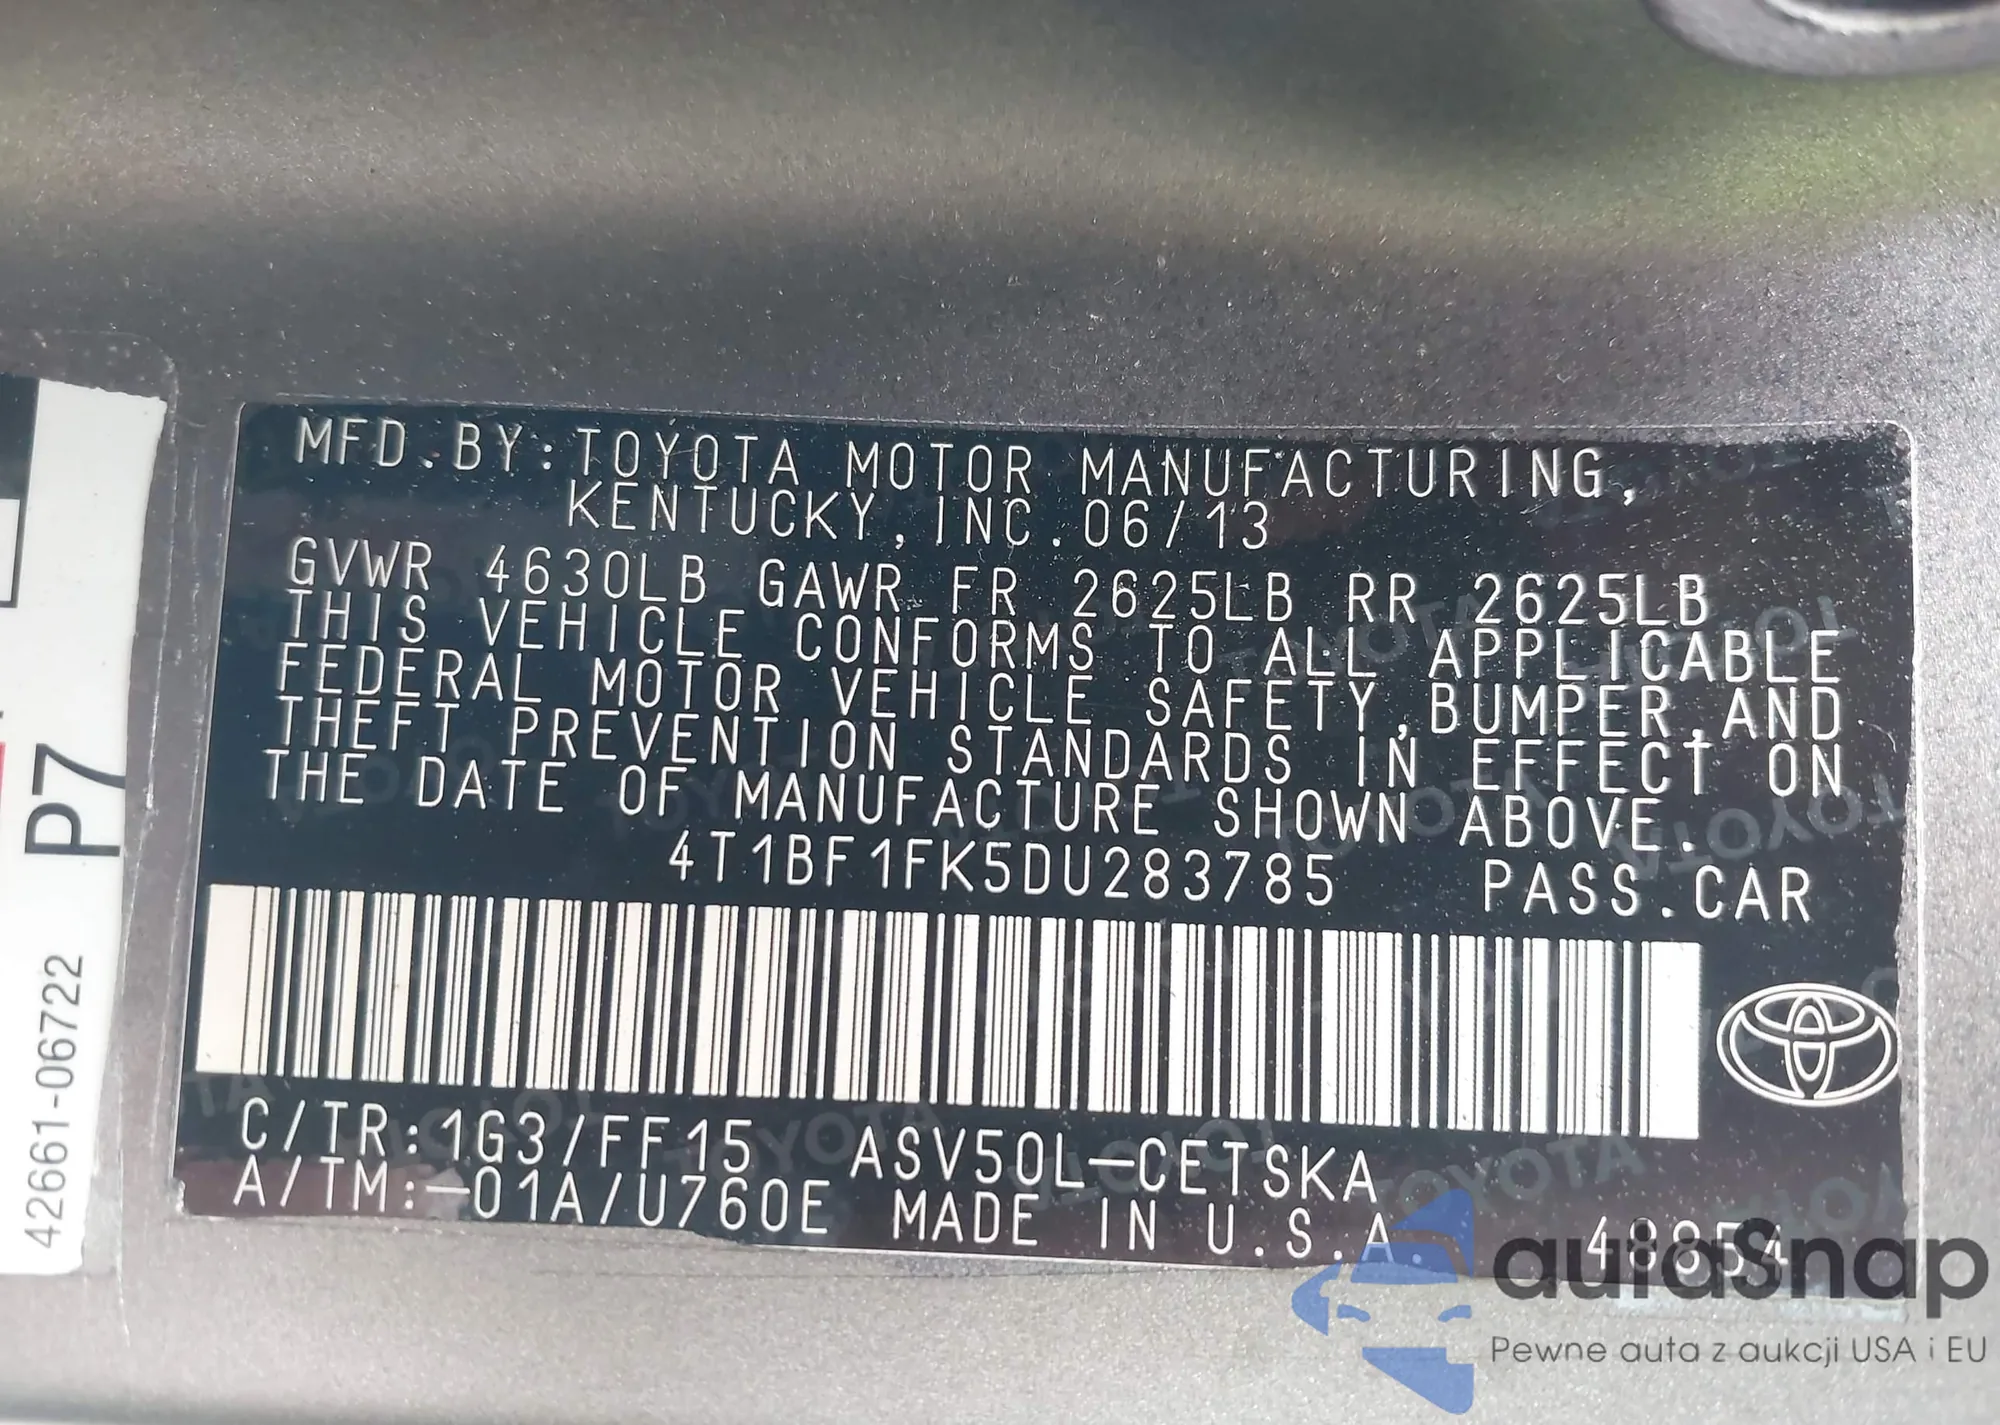 MFD.BY:TOYOTA MOTOR MANUFACTURING,
KENTUCKY,INC.06/13
GVWR 4630LB GAWR FR 2625LB RR 2625LB
THIS VEHICLE CONFORMS TO ALL APPLICABLE
FEDERAL MOTOR VEHICLE SAFETY,BUMPER,AND
THEFT PREVENTION STANDARDS IN EFFECT ON
THE DATE OF MANUFACTURE SHOWN ABOVE.
4T1BF1FK5DU283785 PASS.CAR
C/TR:1G3/FF15 ASV50L-CETSKA
A/TM:-01A/U760E MADE IN U.S.A. 48854
P7
42661-06722
autaSnap
Pewne auta z aukcji USA i EU